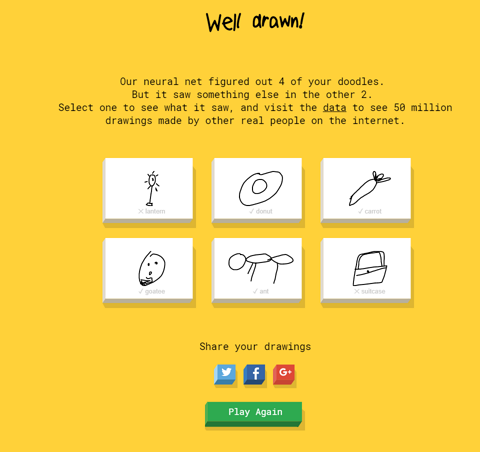 Well drawn!
Our neural net figured out 4 of your doodles.
But it saw something else in the other 2.
Select one to see what it saw, and visit the data to see 50 million
drawings made by other real people on the internet.
✕ lantern ✓ donut ✓ carrot
✓ goatee ✓ ant ✕ suitcase
Share your drawings
G+
Play Again